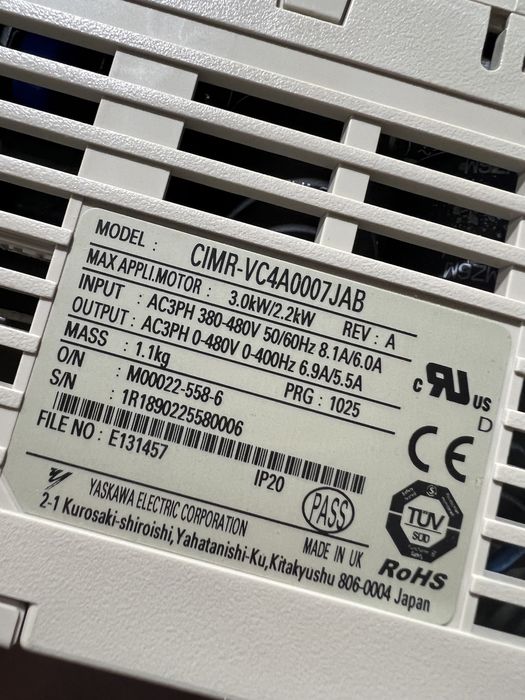 MODEL : CIMR-VC4A0007JAB
MAX APPLI.MOTOR : 3.0kW/2.2kW REV : A
INPUT : AC3PH 380-480V 50/60Hz 8.1A/6.0A
OUTPUT : AC3PH 0-480V 0-400Hz 6.9A/5.5A
MASS : 1.1kg PRG : 1025
O/N : M00022-558-6
S/N : 1R1890225580006
FILE NO : E131457
IP20
PASS
c RU US
D
CE
TÜV
RoHS
YASKAWA ELECTRIC CORPORATION MADE IN UK
2-1 Kurosaki-shiroishi,Yahatanishi-Ku,Kitakyushu 806-0004 Japan